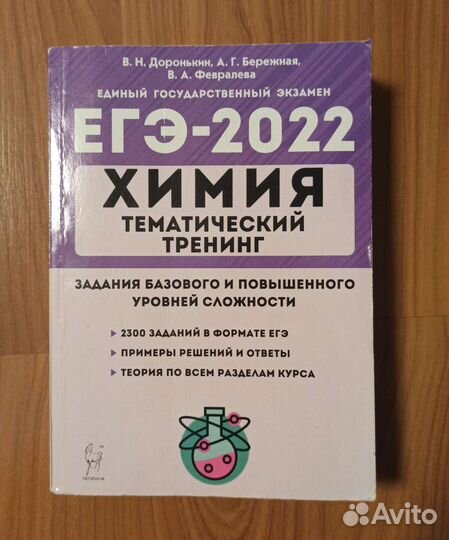 В. Н. Доронькин, А. Г. Бережная,
В. А. Февралева
ЕДИНЫЙ ГОСУДАРСТВЕННЫЙ ЭКЗАМЕН
ЕГЭ-2022
ХИМИЯ
ТЕМАТИЧЕСКИЙ
ТРЕНИНГ
ЗАДАНИЯ БАЗОВОГО И ПОВЫШЕННОГО
УРОВНЕЙ СЛОЖНОСТИ
2300 ЗАДАНИЙ В ФОРМАТЕ ЕГЭ
ПРИМЕРЫ РЕШЕНИЙ И ОТВЕТЫ
ТЕОРИЯ ПО ВСЕМ РАЗДЕЛАМ КУРСА
ЛЕГИОН-М
Avito